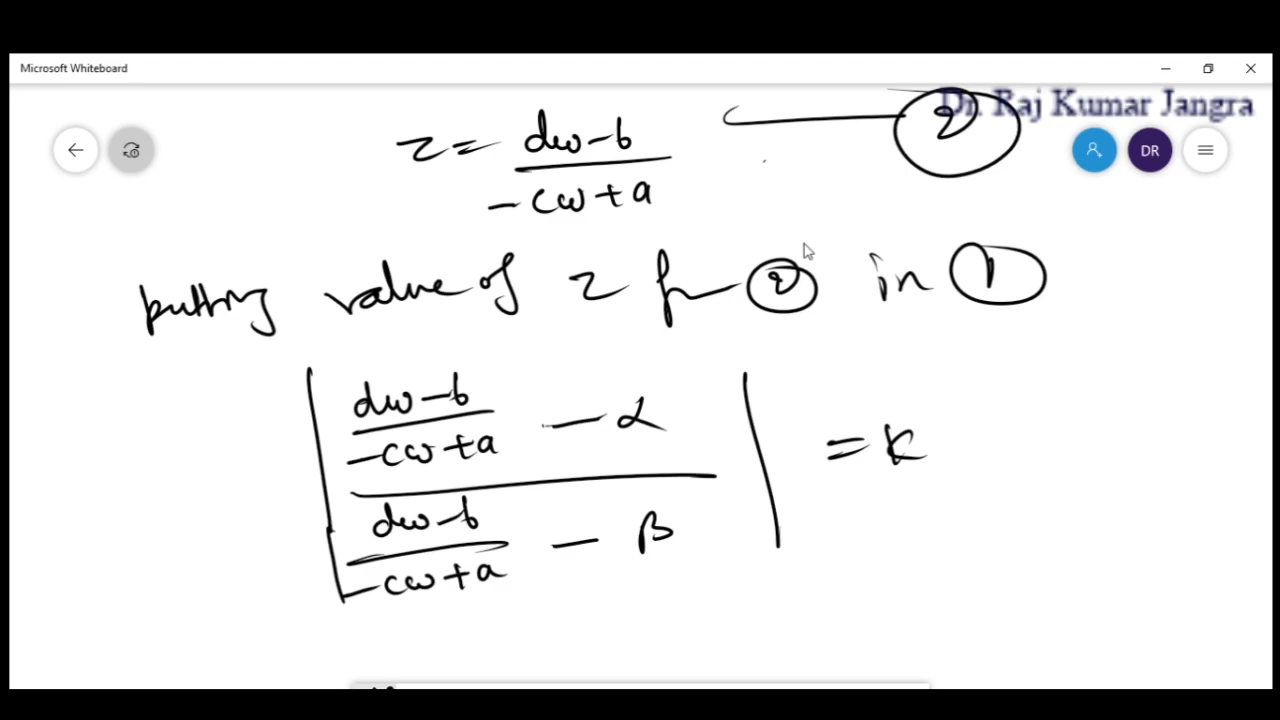 Microsoft Whiteboard
Dr. Raj Kumar Jangra
z = dw - b / -cw + a ② 
DR
putting value of z fr ② in ①
| (dw - b / -cw + a - α) / (dw - b / -cw + a - β) | = k